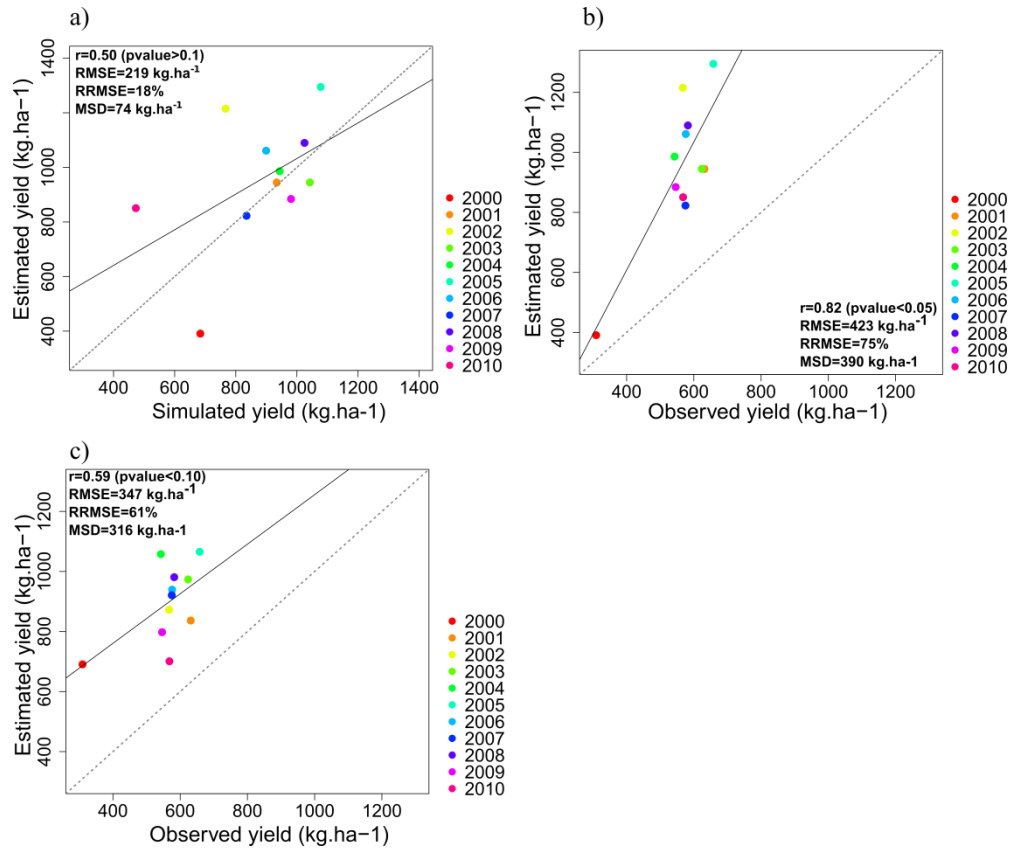 a)
r=0.50 (pvalue>0.1)
RMSE=219 kg.ha-1
RRMSE=18%
MSD=74 kg.ha-1
Estimated yield (kg.ha−1)
400 600 800 1000 1400
400 600 800 1000 1200 1400
Simulated yield (kg.ha-1)
2000
2001
2002
2003
2004
2005
2006
2007
2008
2009
2010
b)
Estimated yield (kg.ha−1)
400 600 800 1000 1200
r=0.82 (pvalue<0.05)
RMSE=423 kg.ha-1
RRMSE=75%
MSD=390 kg.ha-1
400 600 800 1000 1200
Observed yield (kg.ha−1)
2000
2001
2002
2003
2004
2005
2006
2007
2008
2009
2010
c)
r=0.59 (pvalue<0.10)
RMSE=347 kg.ha-1
RRMSE=61%
MSD=316 kg.ha-1
Estimated yield (kg.ha−1)
400 600 800 1000 1200
400 600 800 1000 1200
Observed yield (kg.ha−1)
2000
2001
2002
2003
2004
2005
2006
2007
2008
2009
2010